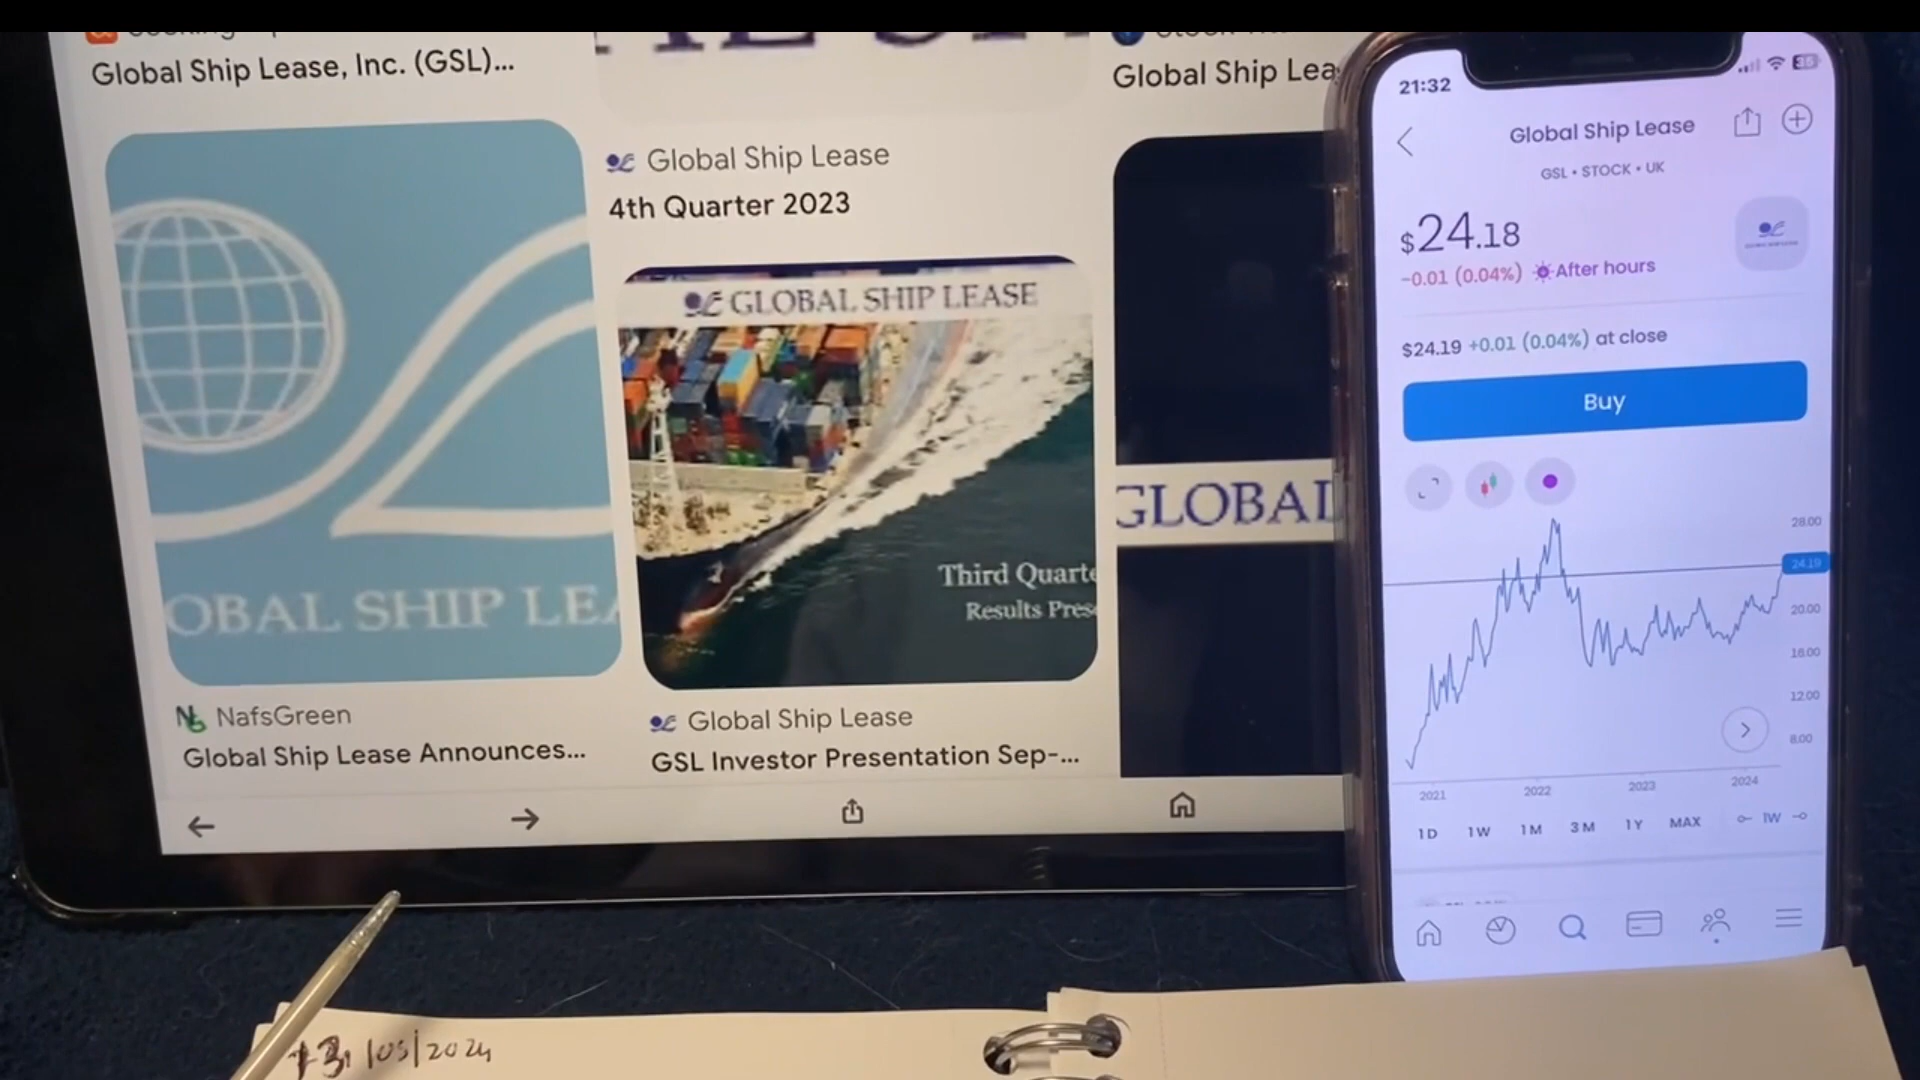 Global Ship Lease, Inc. (GSL)...
Global Ship Lea
Global Ship Lease
4th Quarter 2023
GLOBAL SHIP LEASE
Third Quarte
Results Pres
OBAL SHIP LEA
GLOBAL
NafsGreen
Global Ship Lease Announces...
Global Ship Lease
GSL Investor Presentation Sep-...
21:32
Global Ship Lease
GSL • STOCK • UK
$24.18
-0.01 (0.04%) After hours
$24.19 +0.01 (0.04%) at close
Buy
28.00
24.19
20.00
16.00
12.00
8.00
2021 2022 2023 2024
1D 1W 1M 3M 1Y MAX 1W
/05/2024